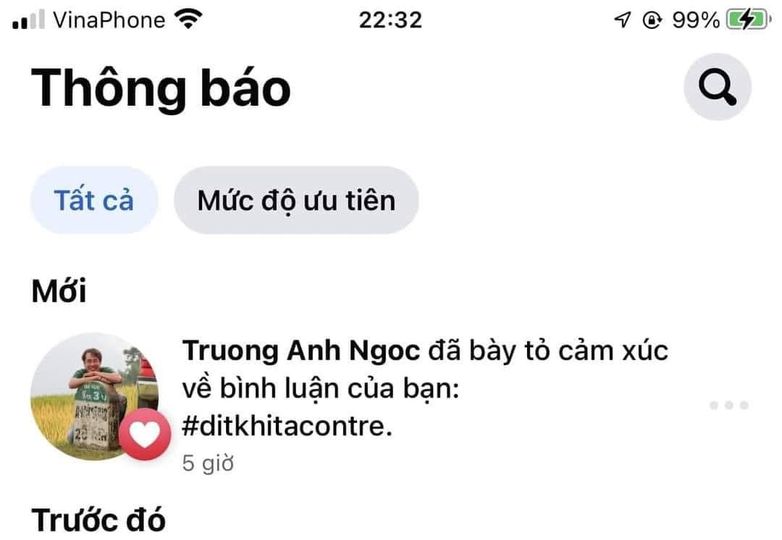 VinaPhone 22:32 99%
Thông báo
Tất cả Mức độ ưu tiên
Mới
Truong Anh Ngoc đã bày tỏ cảm xúc
về bình luận của bạn:
#ditkhitacontre.
5 giờ
Trước đó